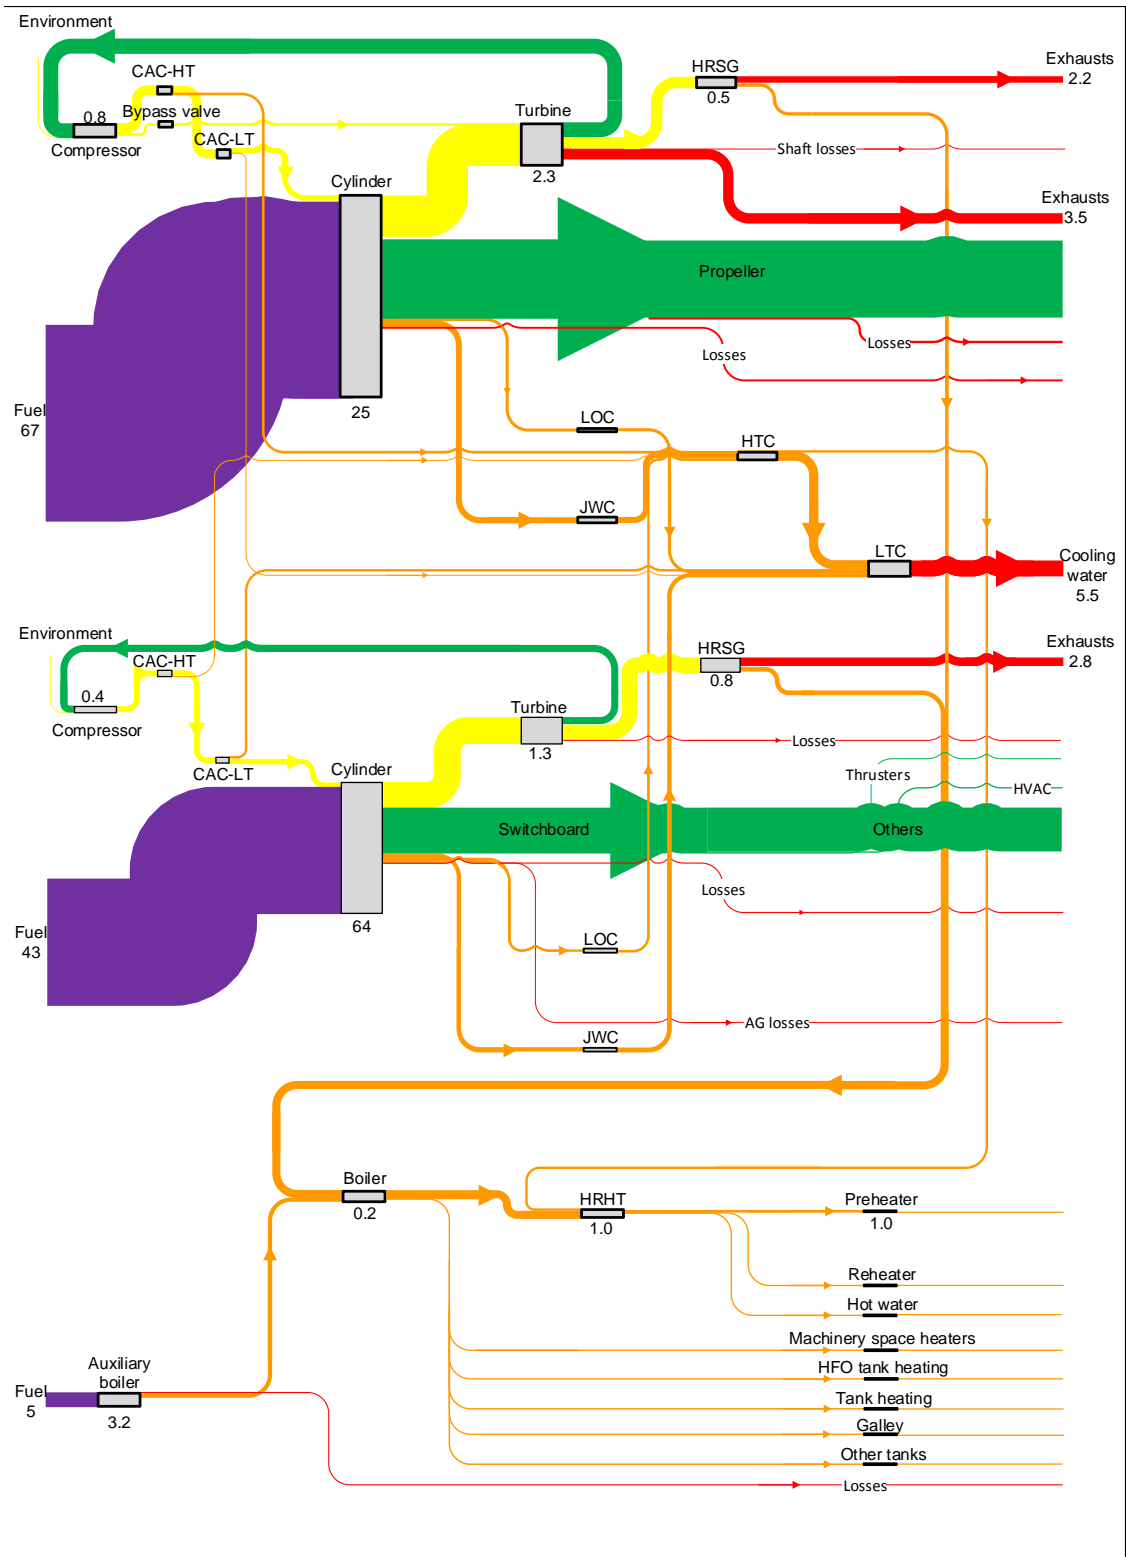 Environment
CAC-HT
HRSG
Exhausts
2.2
0.5
0.8
Bypass valve
Turbine
CAC-LT
Compressor
Shaft losses
2.3
Cylinder
Exhausts
3.5
Propeller
Losses
Losses
Fuel
67
25
LOC
HTC
JWC
LTC
Cooling
water
5.5
Environment
CAC-HT
HRSG
Exhausts
2.8
0.8
0.4
Compressor
Turbine
1.3
Losses
CAC-LT
Cylinder
Thrusters
HVAC
Switchboard
Others
Losses
Fuel
43
64
LOC
AG losses
JWC
Boiler
0.2
HRHT
1.0
Preheater
1.0
Reheater
Hot water
Machinery space heaters
HFO tank heating
Auxiliary
boiler
Fuel
5
3.2
Tank heating
Galley
Other tanks
Losses